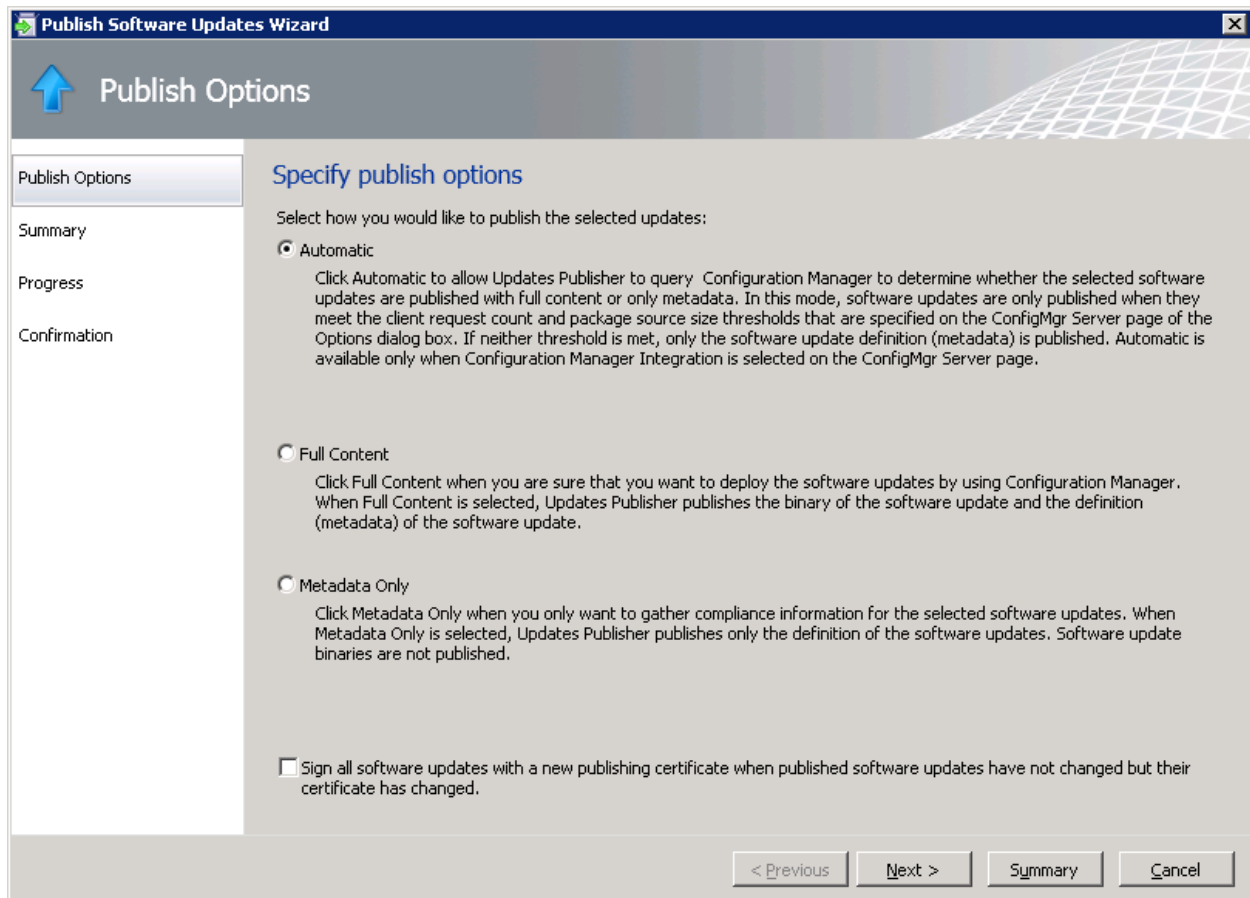 Publish Software Updates Wizard
Publish Options
Publish Options
Summary
Progress
Confirmation
Specify publish options
Select how you would like to publish the selected updates:
Automatic
Click Automatic to allow Updates Publisher to query  Configuration Manager to determine whether the selected software
updates are published with full content or only metadata. In this mode, software updates are only published when they
meet the client request count and package source size thresholds that are specified on the ConfigMgr Server page of the
Options dialog box. If neither threshold is met, only the software update definition (metadata) is published. Automatic is
available only when Configuration Manager Integration is selected on the ConfigMgr Server page.
Full Content
Click Full Content when you are sure that you want to deploy the software updates by using Configuration Manager.
When Full Content is selected, Updates Publisher publishes the binary of the software update and the definition
(metadata) of the software update.
Metadata Only
Click Metadata Only when you only want to gather compliance information for the selected software updates. When
Metadata Only is selected, Updates Publisher publishes only the definition of the software updates. Software update
binaries are not published.
Sign all software updates with a new publishing certificate when published software updates have not changed but their
certificate has changed.
< Previous
Next >
Summary
Cancel